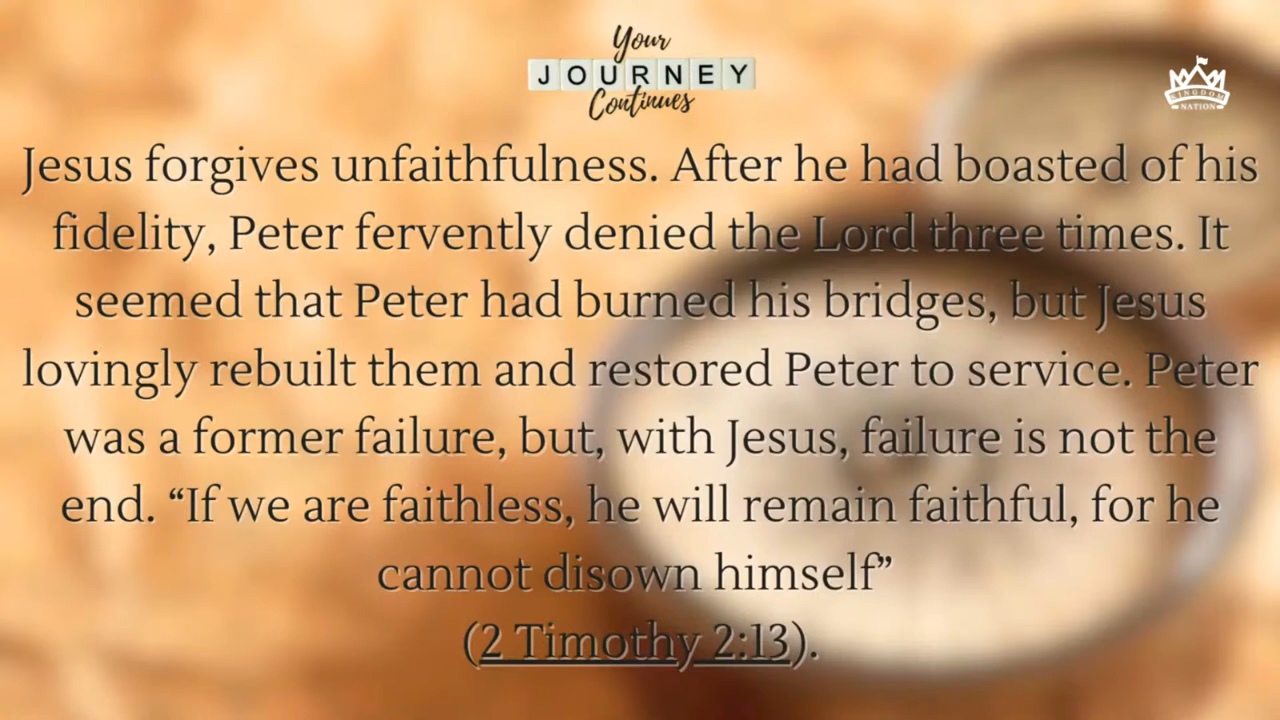 Your
JOURNEY
Continues
KINGDOM
NATION
Jesus forgives unfaithfulness. After he had boasted of his
fidelity, Peter fervently denied the Lord three times. It
seemed that Peter had burned his bridges, but Jesus
lovingly rebuilt them and restored Peter to service. Peter
was a former failure, but, with Jesus, failure is not the
end. “If we are faithless, he will remain faithful, for he
cannot disown himself”
(2 Timothy 2:13).